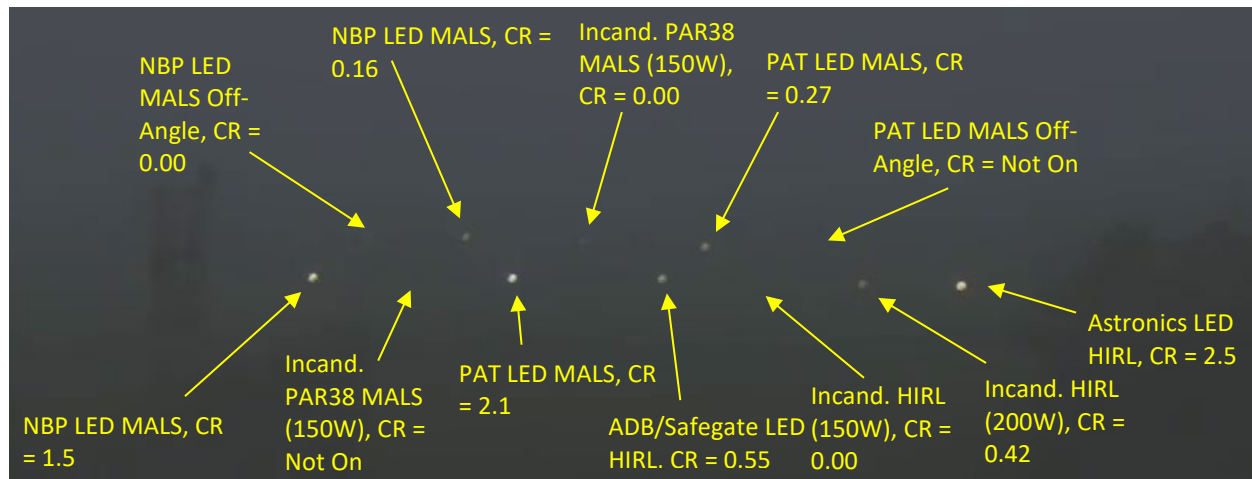 NBP LED
MALS Off-
Angle, CR =
0.00
NBP LED MALS, CR =
0.16
Incand. PAR38
MALS (150W),
CR = 0.00
PAT LED MALS, CR
= 0.27
PAT LED MALS Off-
Angle, CR = Not On
NBP LED MALS, CR
= 1.5
Incand.
PAR38 MALS
(150W), CR =
Not On
PAT LED MALS, CR
= 2.1
ADB/Safegate LED
HIRL. CR = 0.55
Incand. HIRL
(150W), CR =
0.00
Incand. HIRL
(200W), CR =
0.42
Astronics LED
HIRL, CR = 2.5